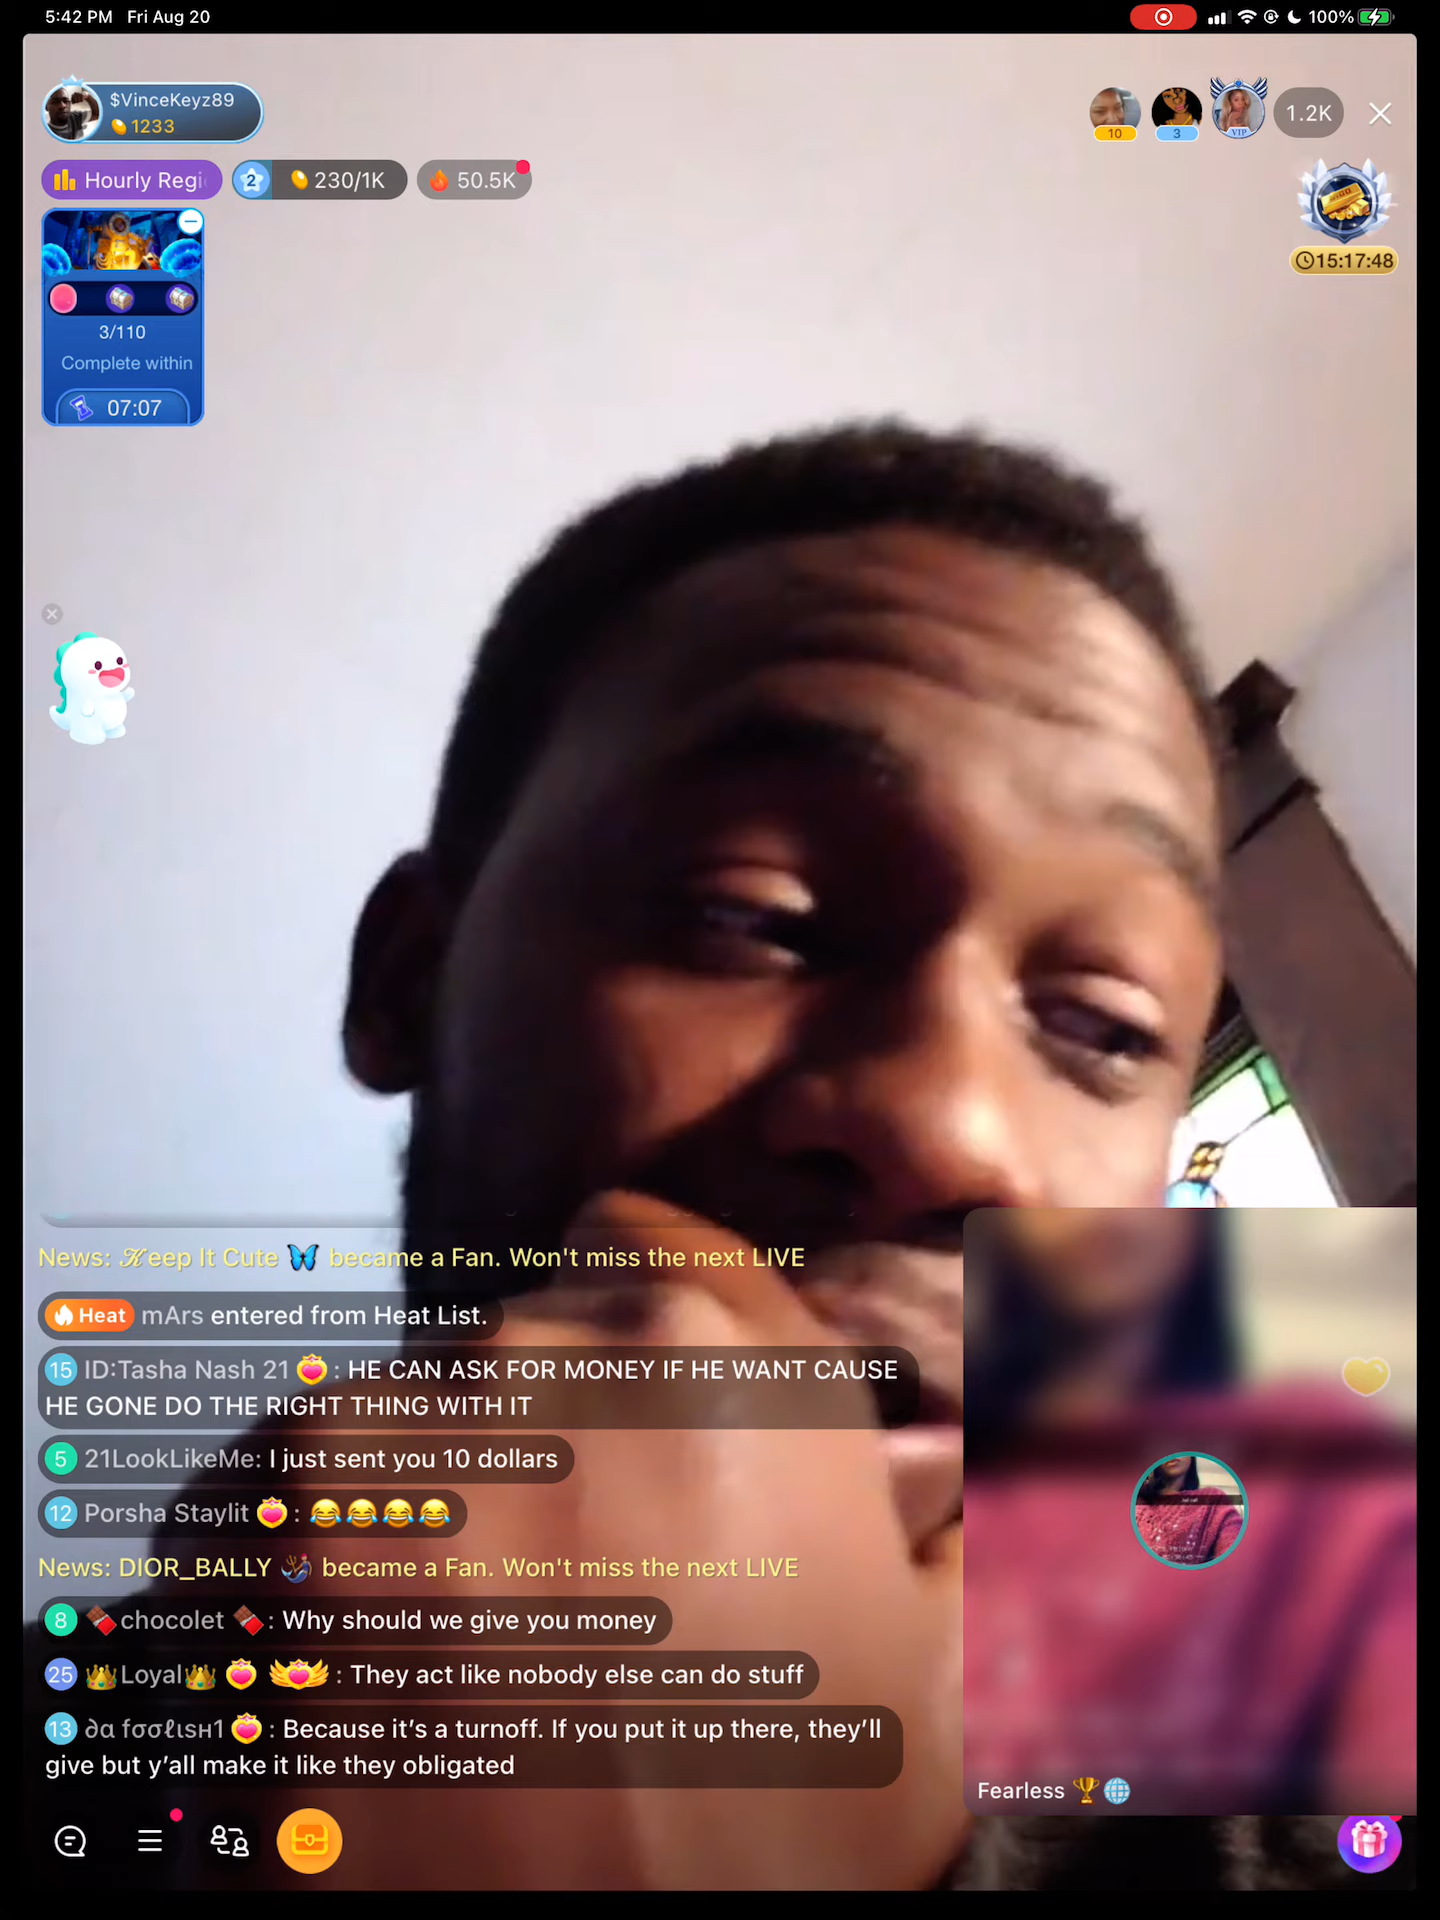 5:42 PM Fri Aug 20
100%
$VinceKeyz89
1233
10
3
VIP
1.2K
Hourly Regi
2
230/1K
50.5K
15:17:48
3/110
Complete within
07:07
News: 𝒦eep It Cute 🦋 became a Fan. Won't miss the next LIVE
Heat mArs entered from Heat List.
15 ID:Tasha Nash 21 : HE CAN ASK FOR MONEY IF HE WANT CAUSE
HE GONE DO THE RIGHT THING WITH IT
5 21LookLikeMe: I just sent you 10 dollars
12 Porsha Staylit : 😂😂😂😂
News: DIOR_BALLY 🧜🏾‍♂️ became a Fan. Won't miss the next LIVE
8 🍫chocolet 🍫: Why should we give you money
25 👑Loyal👑 : They act like nobody else can do stuff
13 ∂α fσσℓιѕн1 : Because it's a turnoff. If you put it up there, they'll
give but y'all make it like they obligated
Fearless 🏆🌐